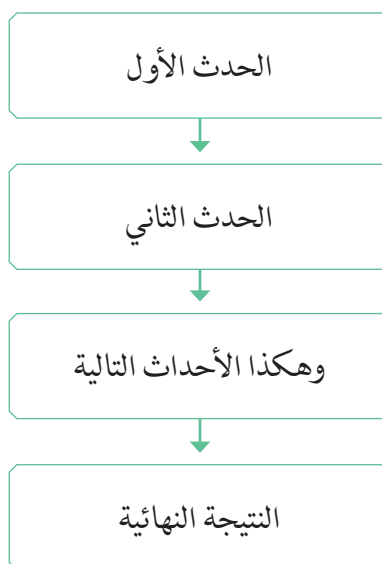 الحدث الأول
الحدث الثاني
وهكذا الأحداث التالية
النتيجة النهائية